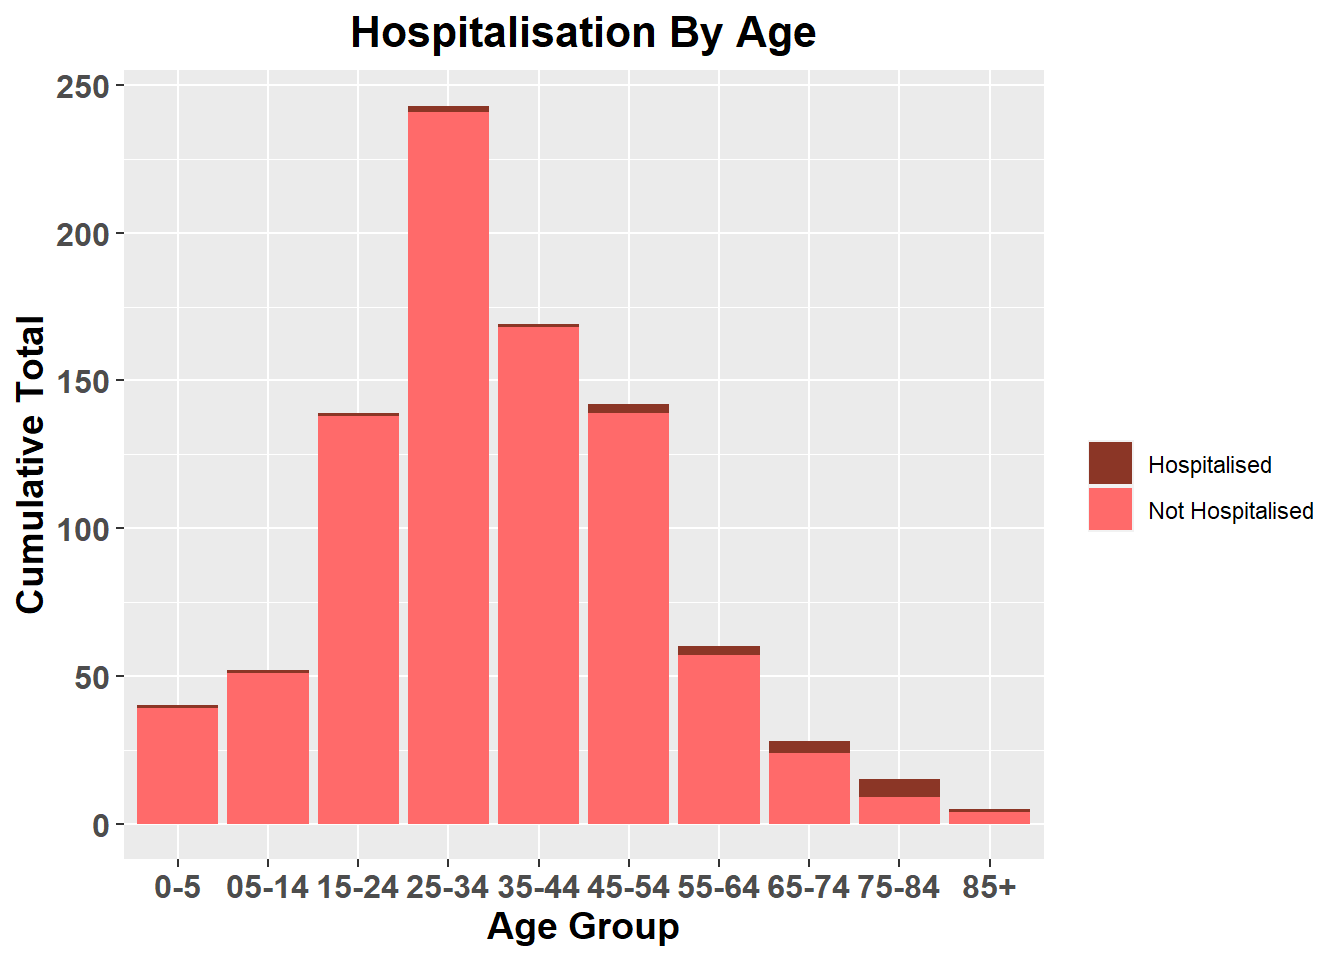 Hospitalisation By Age
Cumulative Total
250
200
150
100
50
0
0-5 05-14 15-24 25-34 35-44 45-54 55-64 65-74 75-84 85+
Age Group
Hospitalised
Not Hospitalised